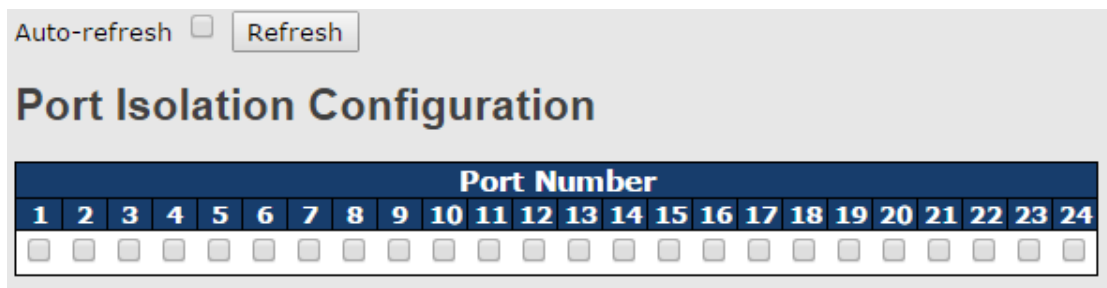 Auto-refresh Refresh
Port Isolation Configuration
Port Number
1 2 3 4 5 6 7 8 9 10 11 12 13 14 15 16 17 18 19 20 21 22 23 24